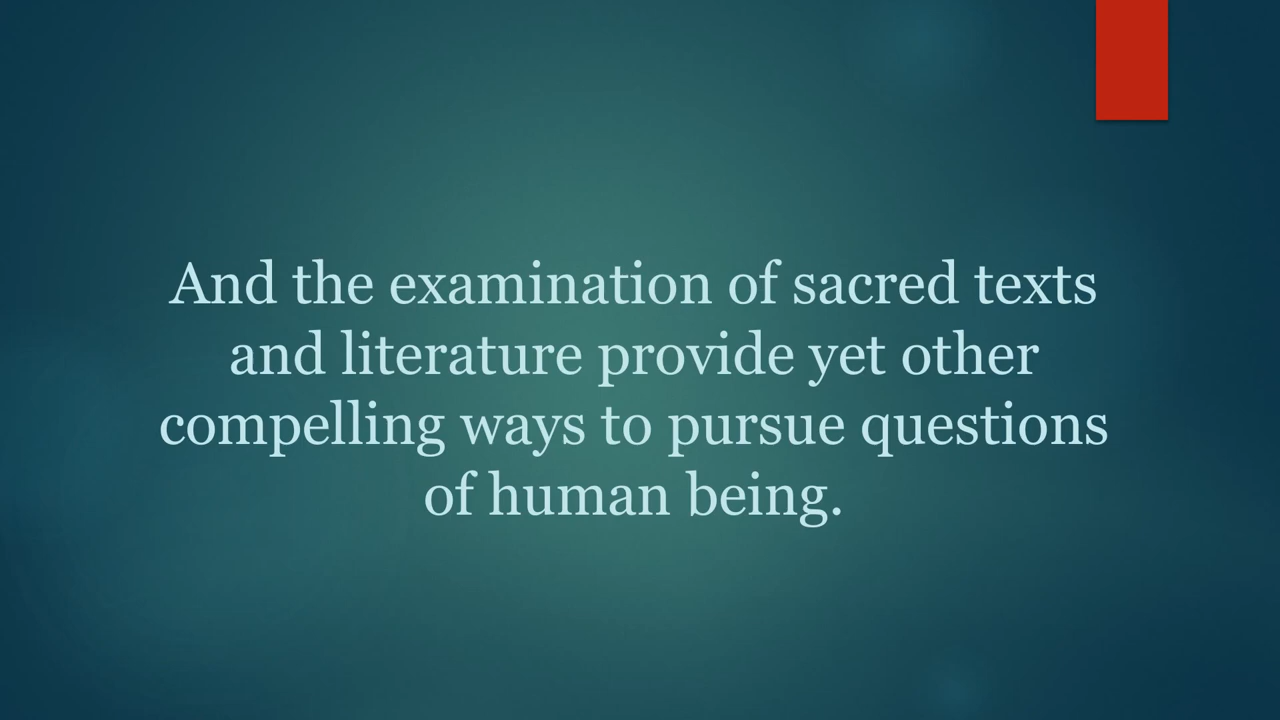 And the examination of sacred texts
and literature provide yet other
compelling ways to pursue questions
of human being.